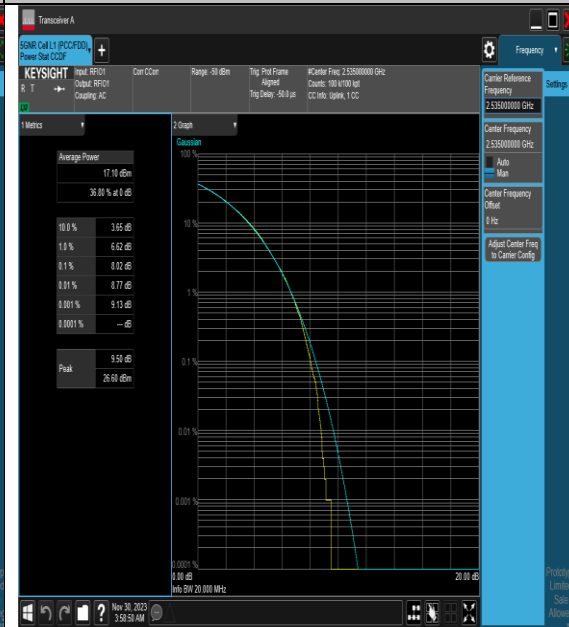 Transceiver A
5GNR Cell L1 (PCC/FDD)
Power Stat CCDF
+
Frequency
KEYSIGHT
R T
Input: RFIO1
Output: RFIO1
Coupling: AC
Corr CCorr
Range: -50 dBm
Trig: Prot Frame
Aligned
Trig Delay: -50.0 µs
#Center Freq: 2.535000000 GHz
Counts: 100 k/100 kpt
CC Info: Uplink, 1 CC
1 Metrics
2 Graph
Average Power
17.10 dBm
36.80 % at 0 dB
10.0 % 3.65 dB
1.0 % 6.62 dB
0.1 % 8.02 dB
0.01 % 8.77 dB
0.001 % 9.13 dB
0.0001 % --- dB
Peak
9.50 dB
26.60 dBm
Gaussian
100 %
10 %
1 %
0.1 %
0.01 %
0.001 %
0.0001 %
0.00 dB
20.00 dB
Info BW 20.000 MHz
Carrier Reference
Frequency
2.535000000 GHz
Center Frequency
2.535000000 GHz
Auto
Man
Center Frequency
Offset
0 Hz
Adjust Center Freq
to Carrier Config
Settings
Limite
Sale
Allowe
?
Nov 30, 2023
3:50:50 AM